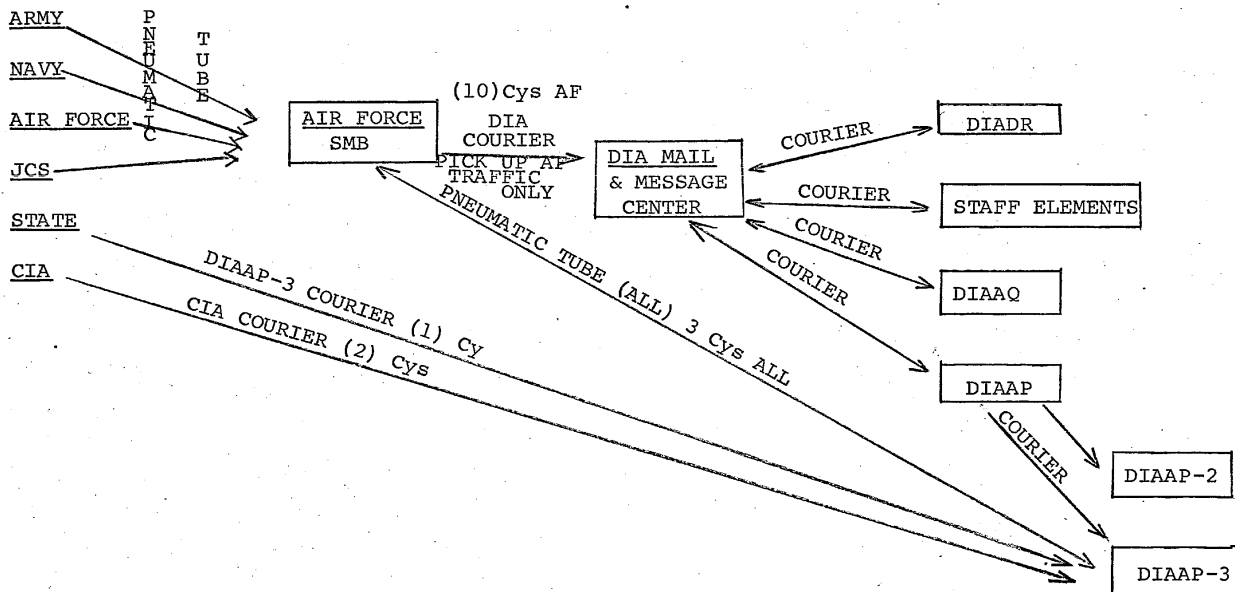 ARMY
NAVY
AIR FORCE
JCS
STATE
CIA
PNEUMATIC
TUBE
AIR FORCE
SMB
(10)Cys AF
DIA
COURIER
PICK UP AF
TRAFFIC
ONLY
DIA MAIL
& MESSAGE
CENTER
COURIER
DIADR
COURIER
STAFF ELEMENTS
COURIER
DIAAQ
COURIER
DIAAP
COURIER
DIAAP-2
DIAAP-3
PNEUMATIC TUBE (ALL) 3 Cys ALL
DIAAP-3 COURIER (1) Cy
CIA COURIER (2) Cys